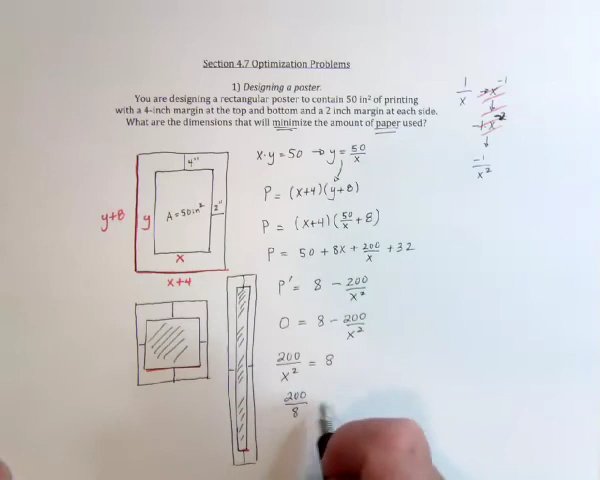 Section 4.7 Optimization Problems
1) Designing a poster.
You are designing a rectangular poster to contain 50 in² of printing
with a 4-inch margin at the top and bottom and a 2 inch margin at each side.
What are the dimensions that will minimize the amount of paper used?
1/x → x⁻¹
↓
-1x⁻²
↓
-1/x²
4"
y+8
y
A=50in²
2"
x
x+4
x·y=50 → y = 50/x
P = (x+4)(y+8)
P = (x+4)(50/x + 8)
P = 50 + 8x + 200/x + 32
P' = 8 - 200/x²
0 = 8 - 200/x²
200/x² = 8
200/8